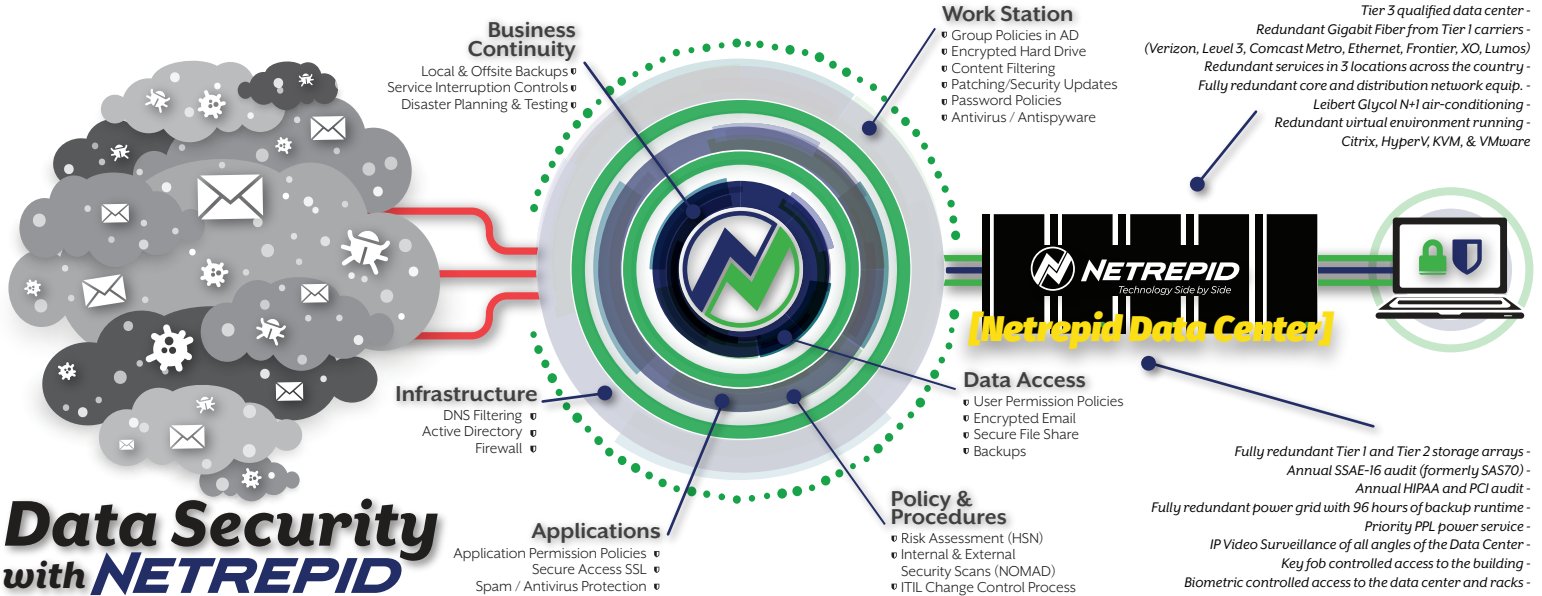 Business
Continuity
Local & Offsite Backups
Service Interruption Controls
Disaster Planning & Testing
Work Station
Group Policies in AD
Encrypted Hard Drive
Content Filtering
Patching/Security Updates
Password Policies
Antivirus / Antispyware
Tier 3 qualified data center -
Redundant Gigabit Fiber from Tier 1 carriers -
(Verizon, Level 3, Comcast Metro, Ethernet, Frontier, XO, Lumos)
Redundant services in 3 locations across the country -
Fully redundant core and distribution network equip. -
Leibert Glycol N+1 air-conditioning -
Redundant virtual environment running -
Citrix, HyperV, KVM, & VMware
NETREPID
Technology Side by Side
[Netrepid Data Center]
Infrastructure
DNS Filtering
Active Directory
Firewall
Data Access
User Permission Policies
Encrypted Email
Secure File Share
Backups
Applications
Application Permission Policies
Secure Access SSL
Spam / Antivirus Protection
Policy &
Procedures
Risk Assessment (HSN)
Internal & External
Security Scans (NOMAD)
ITIL Change Control Process
Fully redundant Tier 1 and Tier 2 storage arrays -
Annual SSAE-16 audit (formerly SAS70) -
Annual HIPAA and PCI audit -
Fully redundant power grid with 96 hours of backup runtime -
Priority PPL power service -
IP Video Surveillance of all angles of the Data Center -
Key fob controlled access to the building -
Biometric controlled access to the data center and racks -
Data Security
with NETREPID